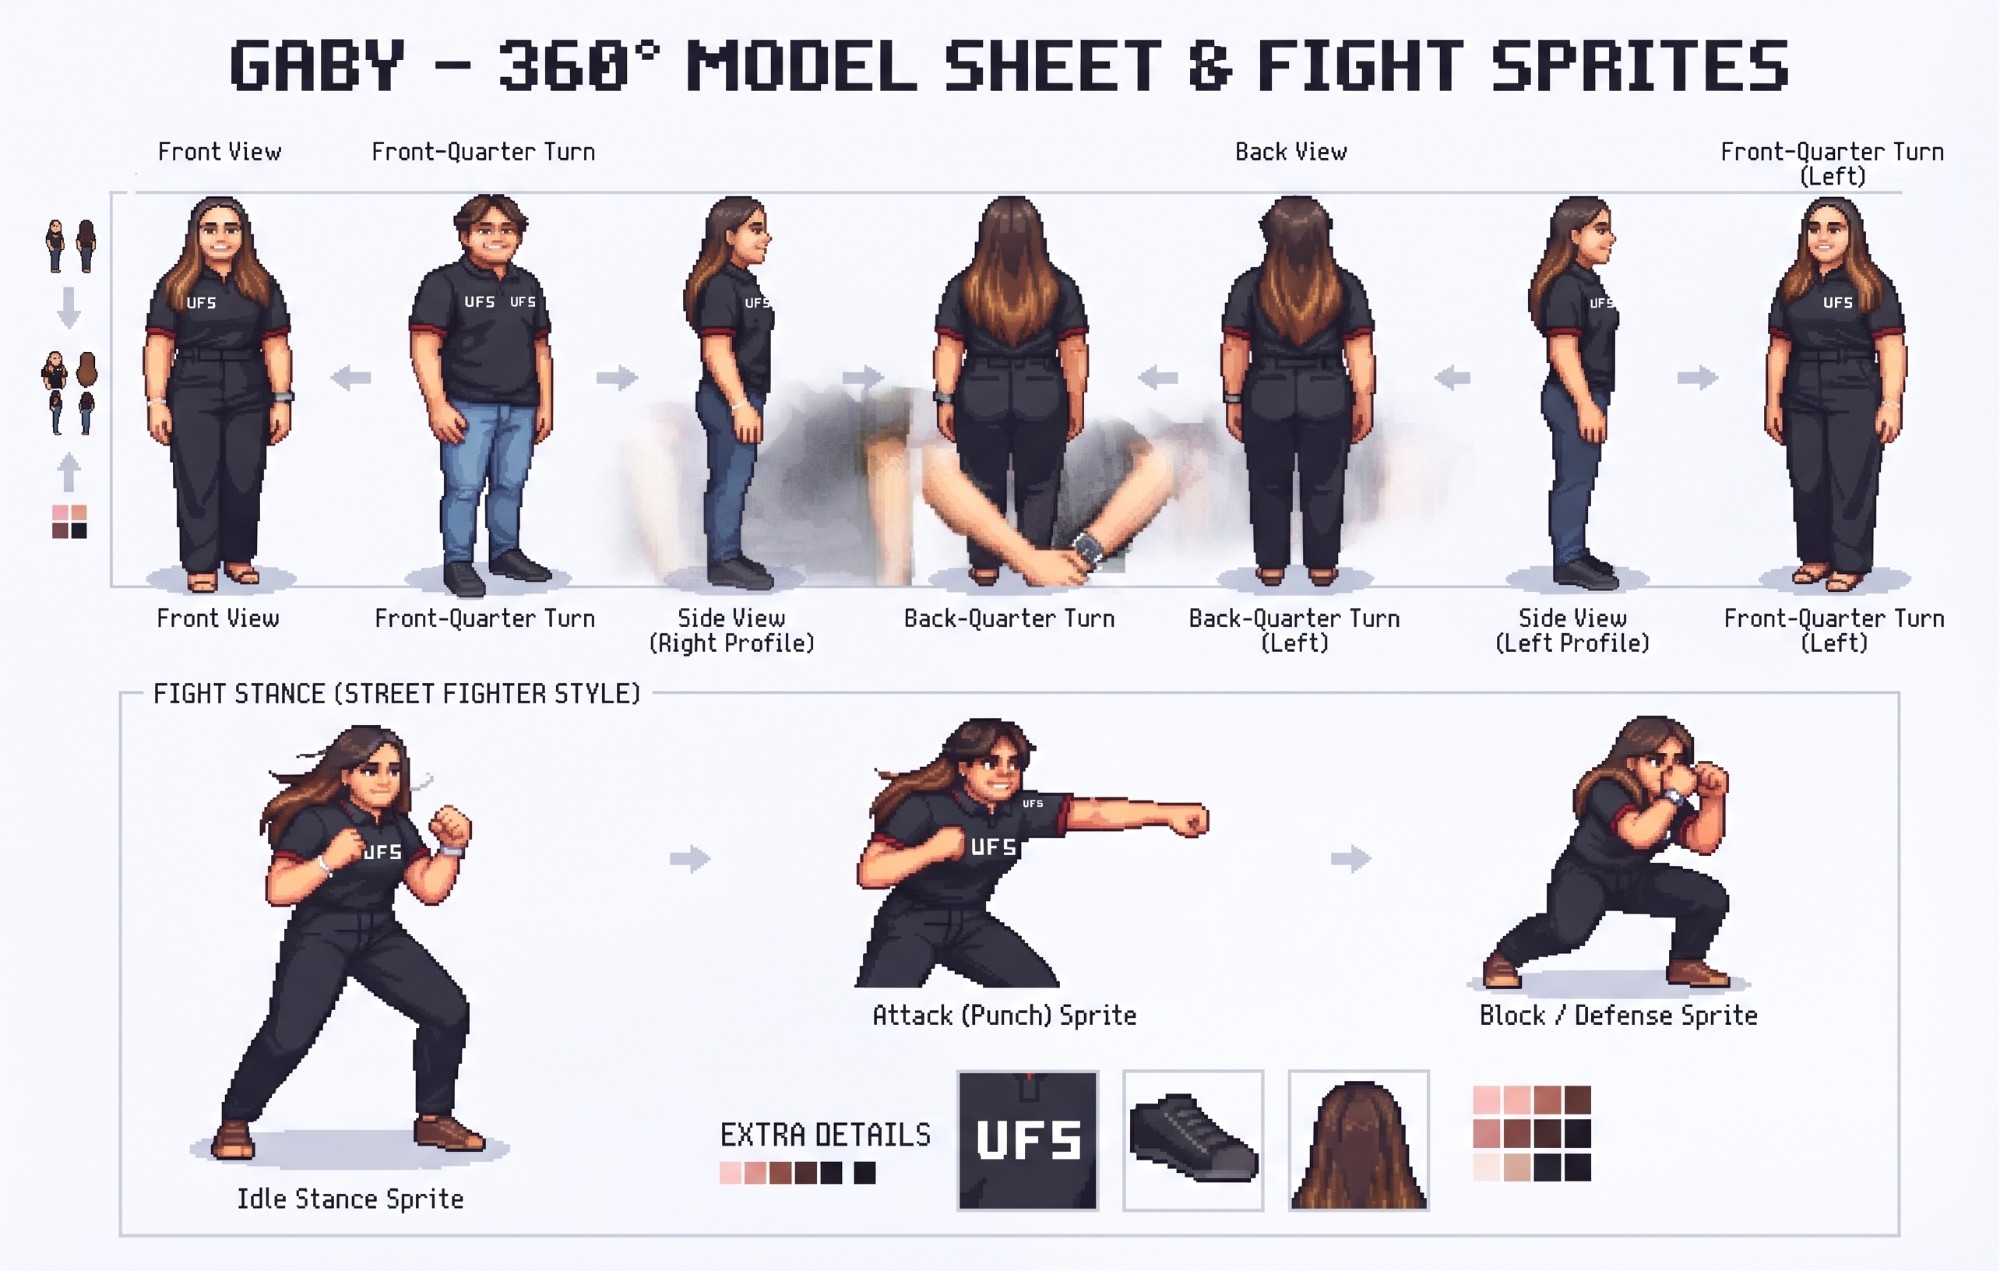 GABY – 360° MODEL SHEET & FIGHT SPRITES
Front View
Front-Quarter Turn
Back View
Front-Quarter Turn
(Left)
UFS
UFS UFS
UFS
UFS
UFS
Front View
Front-Quarter Turn
Side View
(Right Profile)
Back-Quarter Turn
Back-Quarter Turn
(Left)
Side View
(Left Profile)
Front-Quarter Turn
(Left)
FIGHT STANCE (STREET FIGHTER STYLE)
UFS
UFS
UFS
Attack (Punch) Sprite
Block / Defense Sprite
EXTRA DETAILS
UFS
Idle Stance Sprite